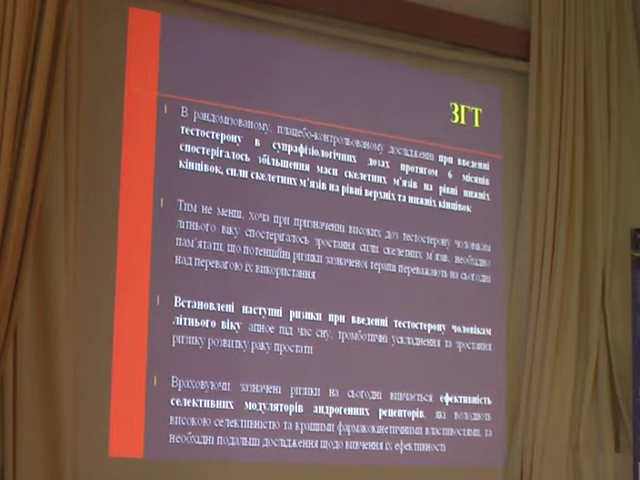 ЗГТ
В рандомізованому, плацебо-контрольованому дослідженні при введенні
тестостерону в супрафізіологічних дозах протягом 6 місяців
спостерігалось збільшення маси скелетних м'язів на рівні нижніх
кінцівок, сили скелетних м'язів на рівні верхніх та нижніх кінцівок
Тим не менш, хоча при призначенні високих доз тестостерону чоловікам
літнього віку спостерігалось зростання сили скелетних м'язів, необхідно
пам'ятати, що потенційні ризики зазначеної терапії переважають на сьогодні
над перевагою їх використання
Встановлені наступні ризики при введенні тестостерону чоловікам
літнього віку апное під час сну, тромботичні ускладнення та зростання
ризику розвитку раку простати
Враховуючи зазначені ризики на сьогодні вивчається ефективність
селективних модуляторів андрогенних рецепторів, які володіють
високою селективністю та кращими фармакокінетичними властивостями, та
необхідні подальші дослідження щодо вивчення їх ефективності